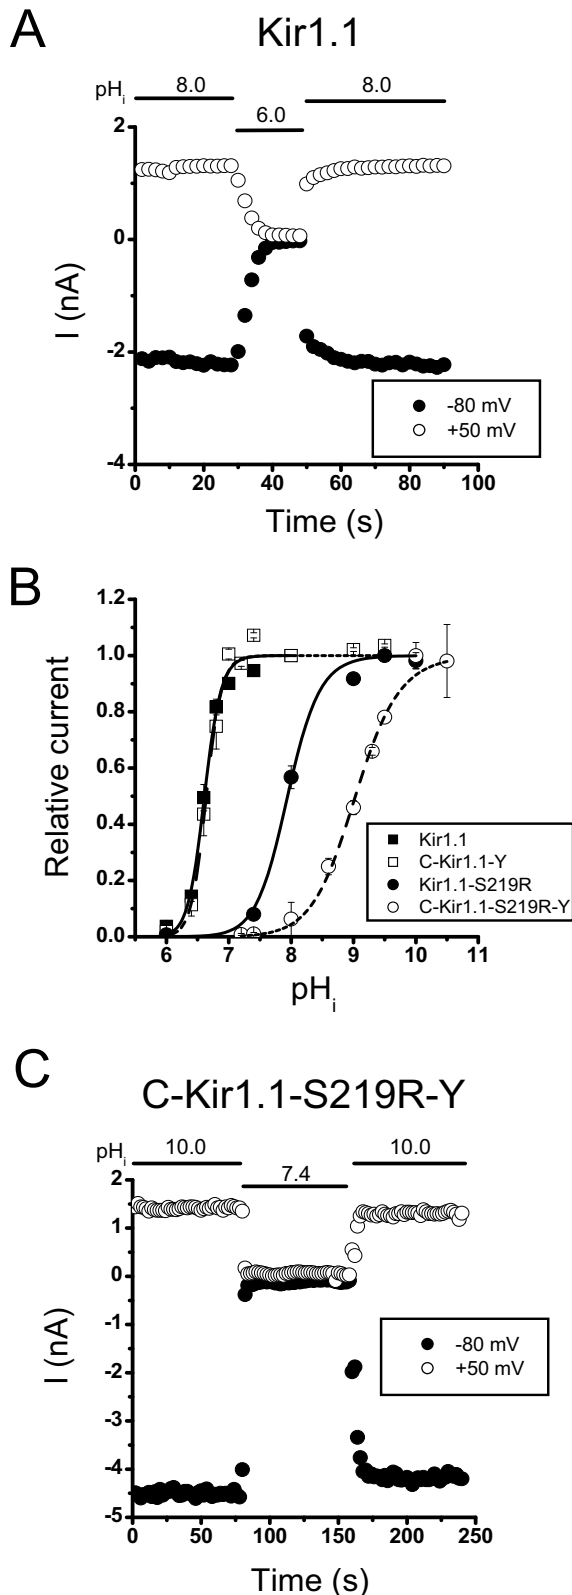 A
Kir1.1
pHi
8.0
6.0
8.0
2
0
-2
-4
I (nA)
0 20 40 60 80 100
Time (s)
-80 mV
+50 mV
B
1.2
1.0
0.8
0.6
0.4
0.2
0.0
Relative current
6 7 8 9 10 11
pHi
Kir1.1
C-Kir1.1-Y
Kir1.1-S219R
C-Kir1.1-S219R-Y
C
C-Kir1.1-S219R-Y
pHi
10.0
7.4
10.0
2
1
0
-1
-2
-3
-4
-5
I (nA)
0 50 100 150 200 250
Time (s)
-80 mV
+50 mV